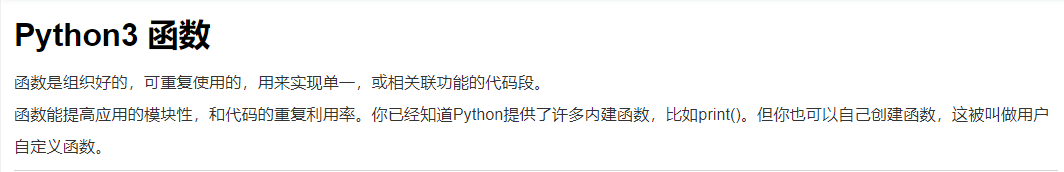 Python3 函数
函数是组织好的，可重复使用的，用来实现单一，或相关联功能的代码段。
函数能提高应用的模块性，和代码的重复利用率。你已经知道Python提供了许多内建函数，比如print()。但你也可以自己创建函数，这被叫做用户
自定义函数。